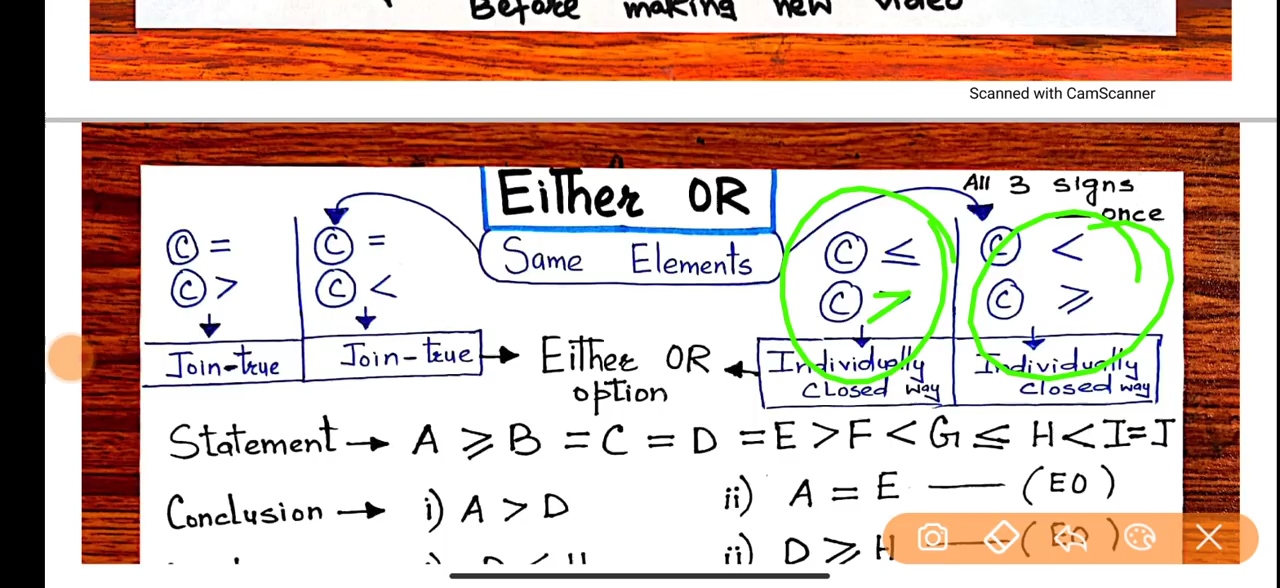 Before making new video
Scanned with CamScanner
Either OR
All 3 signs
once
Same Elements
Ⓒ =
Ⓒ >
Ⓒ =
Ⓒ <
Ⓒ ≤
Ⓒ >
Ⓒ <
Ⓒ ≥
Join-true
Join-true
Either OR
option
Individually
closed way
Individually
closed way
Statement → A ≥ B = C = D = E > F < G ≤ H < I = J
Conclusion → i) A > D ii) A = E — (EO)
ii) D ≥ H — (EO)